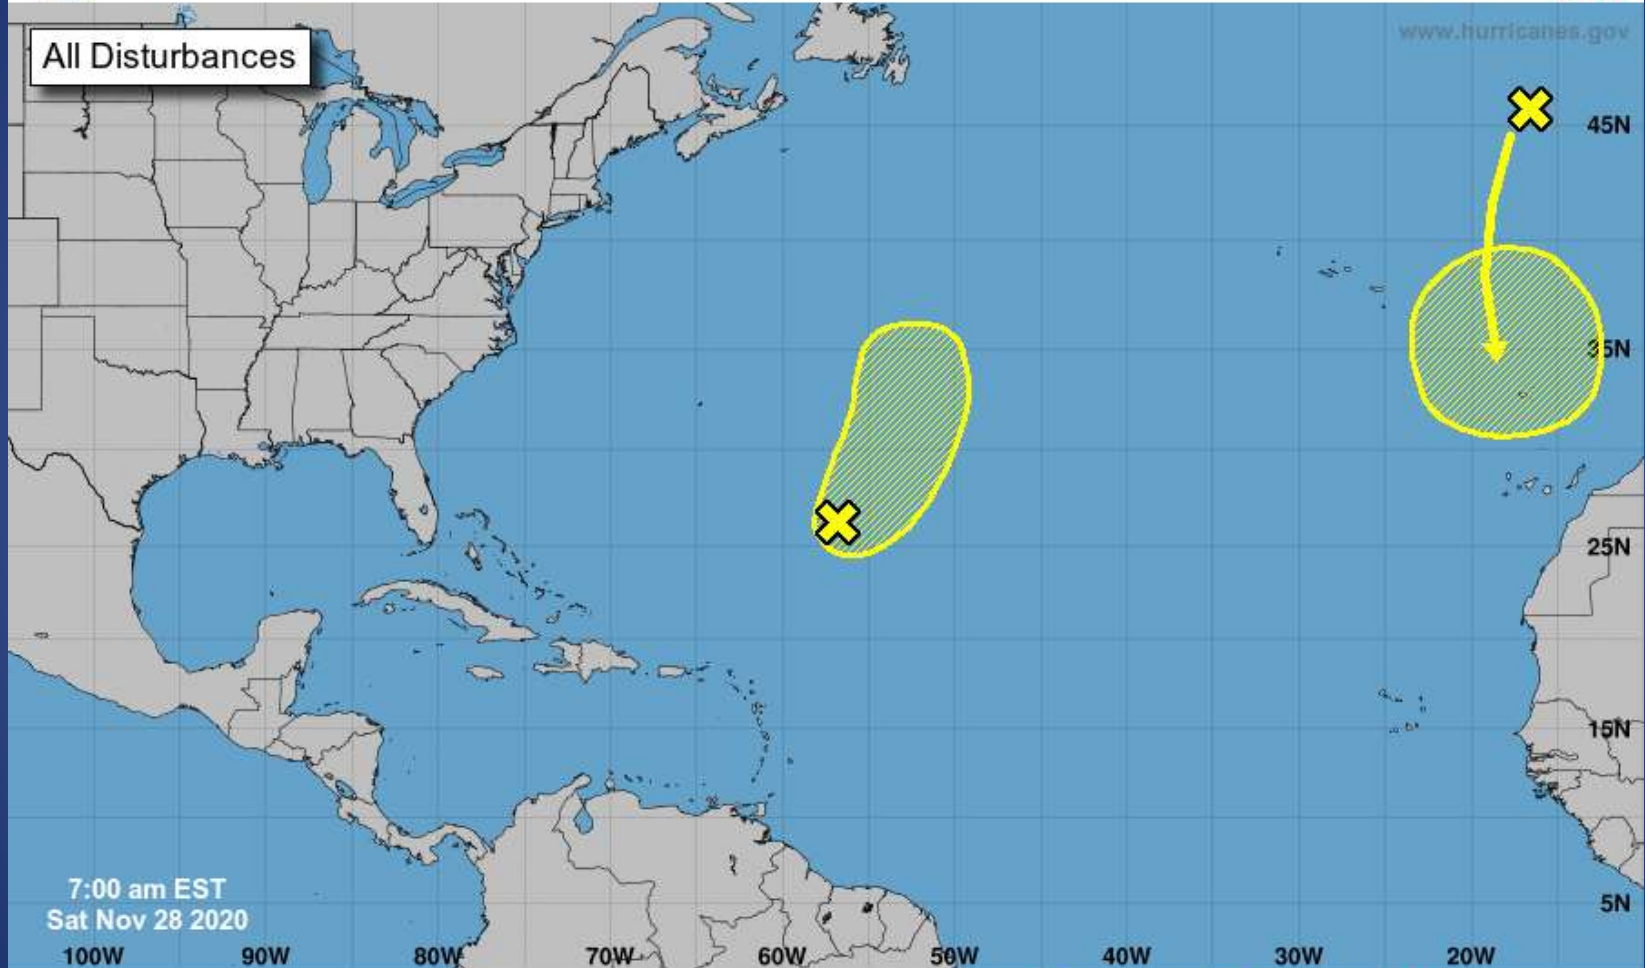 All Disturbances
www.hurricanes.gov
45N
35N
25N
15N
5N
7:00 am EST
Sat Nov 28 2020
100W 90W 80W 70W 60W 50W 40W 30W 20W